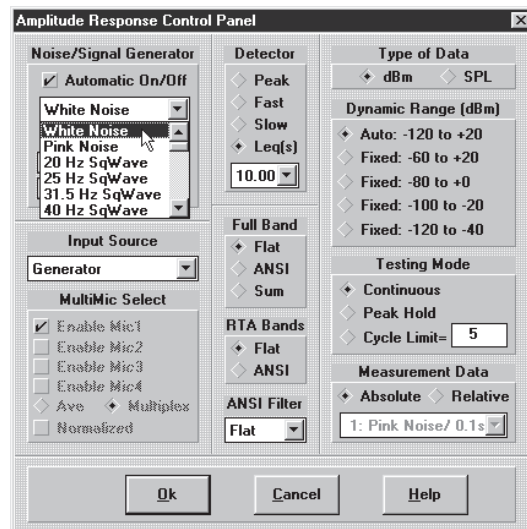 Amplitude Response Control Panel
Noise/Signal Generator
Automatic On/Off
White Noise
White Noise
Pink Noise
20 Hz SqWave
25 Hz SqWave
31.5 Hz SqWave
40 Hz SqWave
Input Source
Generator
MultiMic Select
Enable Mic1
Enable Mic2
Enable Mic3
Enable Mic4
Ave Multiplex
Normalized
Detector
Peak
Fast
Slow
Leq(s)
10.00
Full Band
Flat
ANSI
Sum
RTA Bands
Flat
ANSI
ANSI Filter
Flat
Type of Data
dBm SPL
Dynamic Range (dBm)
Auto: -120 to +20
Fixed: -60 to +20
Fixed: -80 to +0
Fixed: -100 to -20
Fixed: -120 to -40
Testing Mode
Continuous
Peak Hold
Cycle Limit= 5
Measurement Data
Absolute Relative
1: Pink Noise/ 0.1s
Ok Cancel Help